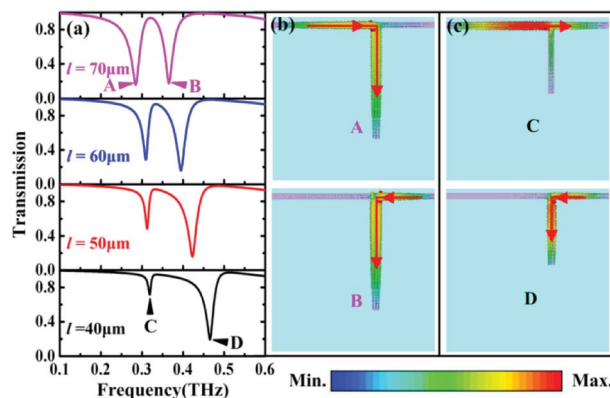 (a)
(b)
(c)
Transmission
0.8
0.4
0.0
l = 70μm
A
B
0.8
0.4
0.0
l = 60μm
0.8
0.4
0.0
l = 50μm
0.8
0.4
0.0
l =40μm
C
D
0.1 0.2 0.3 0.4 0.5 0.6
Frequency(THz)
A
C
B
D
Min.
Max.